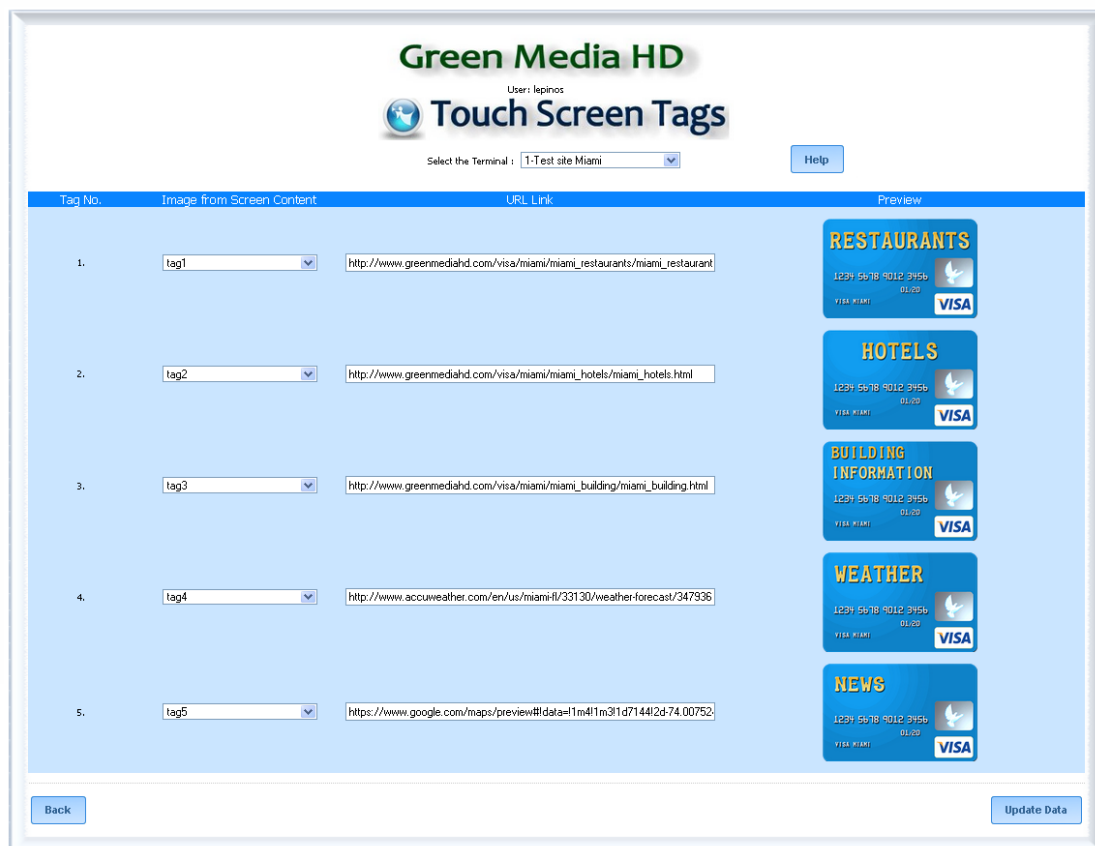 Green Media HD
User: lepinos
Touch Screen Tags
Select the Terminal : 1-Test site Miami
Help
Tag No. Image from Screen Content URL Link Preview
1. tag1 http://www.greenmediahd.com/visa/miami/miami_restaurants/miami_restaurant
RESTAURANTS
1234 5678 9012 3456
01/20
VISA MIAMI
VISA
2. tag2 http://www.greenmediahd.com/visa/miami/miami_hotels/miami_hotels.html
HOTELS
1234 5678 9012 3456
01/20
VISA MIAMI
VISA
3. tag3 http://www.greenmediahd.com/visa/miami/miami_building/miami_building.html
BUILDING
INFORMATION
1234 5678 9012 3456
01/20
VISA MIAMI
VISA
4. tag4 http://www.accuweather.com/en/us/miami-fl/33130/weather-forecast/347936
WEATHER
1234 5678 9012 3456
01/20
VISA MIAMI
VISA
5. tag5 https://www.google.com/maps/preview#!data=!1m4!1m3!1d7144!2d-74.00752-
NEWS
1234 5678 9012 3456
01/20
VISA MIAMI
VISA
Back
Update Data